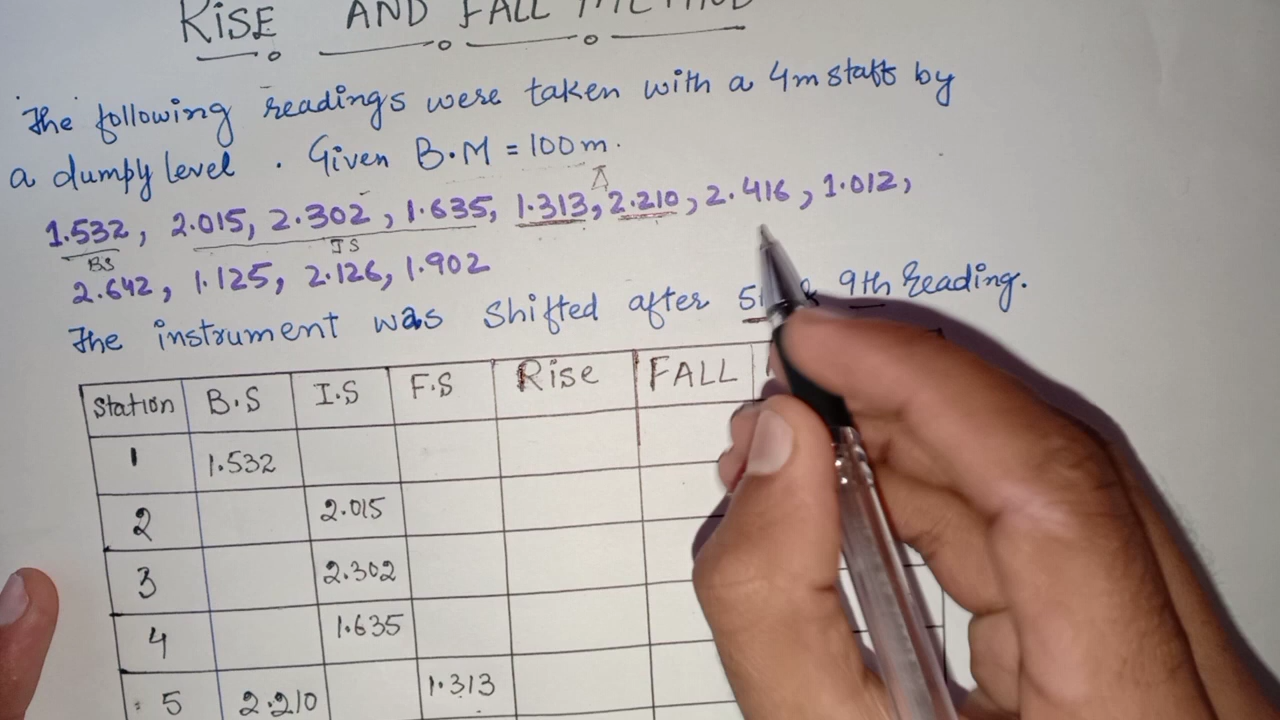 RISE AND FALL METHOD
The following readings were taken with a 4m staff by
a dumpy level. Given B.M = 100m.
1.532, 2.015, 2.302, 1.635, 1.313, 2.210, 2.416, 1.012,
BS IS
2.642, 1.125, 2.126, 1.902
The instrument was shifted after 9th reading.
Station B.S I.S F.S Rise FALL
1 1.532
2 2.015
3 2.302
4 1.635
5 2.210 1.313